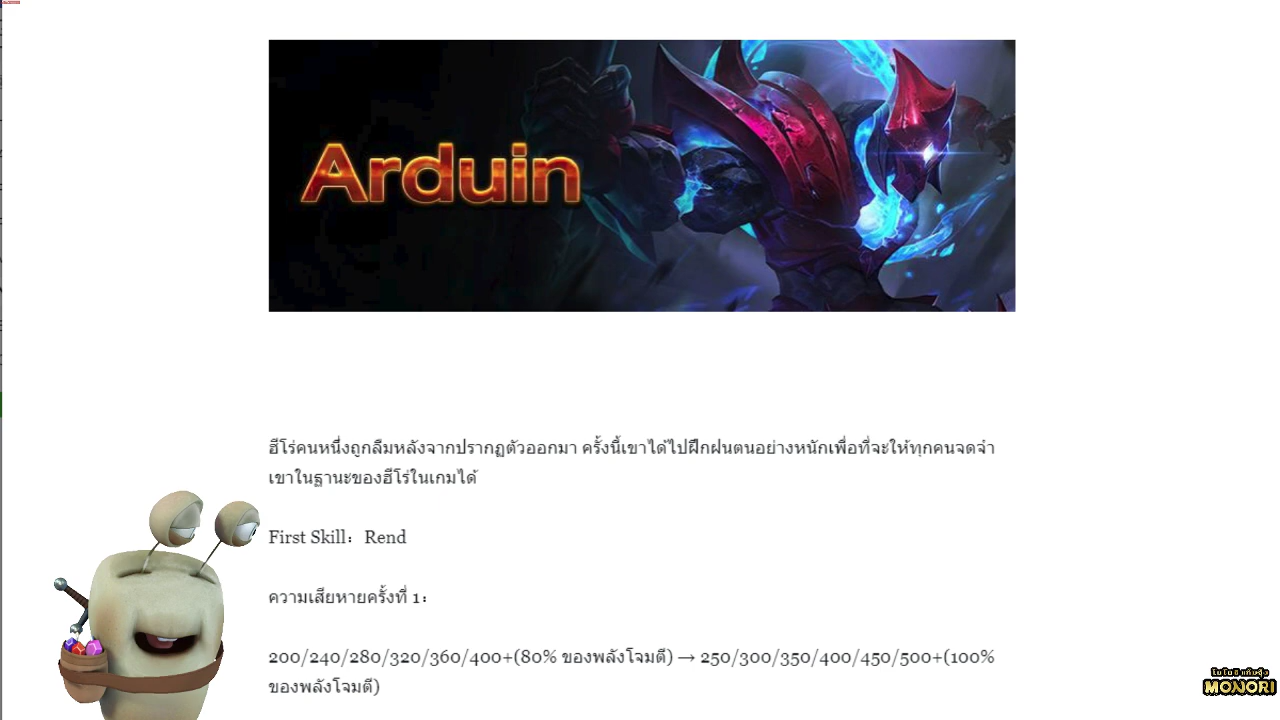 Arduin
ฮีโร่คนหนึ่งถูกลืมหลังจากปรากฏตัวออกมา ครั้งนี้เขาได้ไปฝึกฝนตนอย่างหนักเพื่อที่จะให้ทุกคนจดจำ
เขาในฐานะของฮีโร่ในเกมได้
First Skill： Rend
ความเสียหายครั้งที่ 1：
200/240/280/320/360/400+(80% ของพลังโจมตี) → 250/300/350/400/450/500+(100%
ของพลังโจมตี)
MONORI